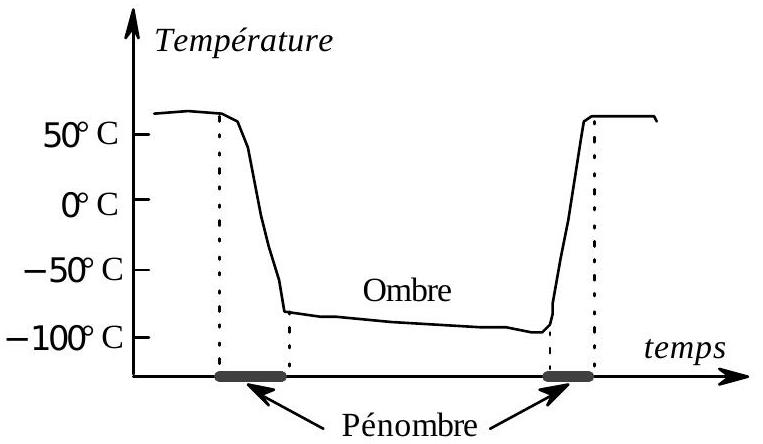 Température
50° C
0° C
−50° C
Ombre
−100° C
temps
Pénombre